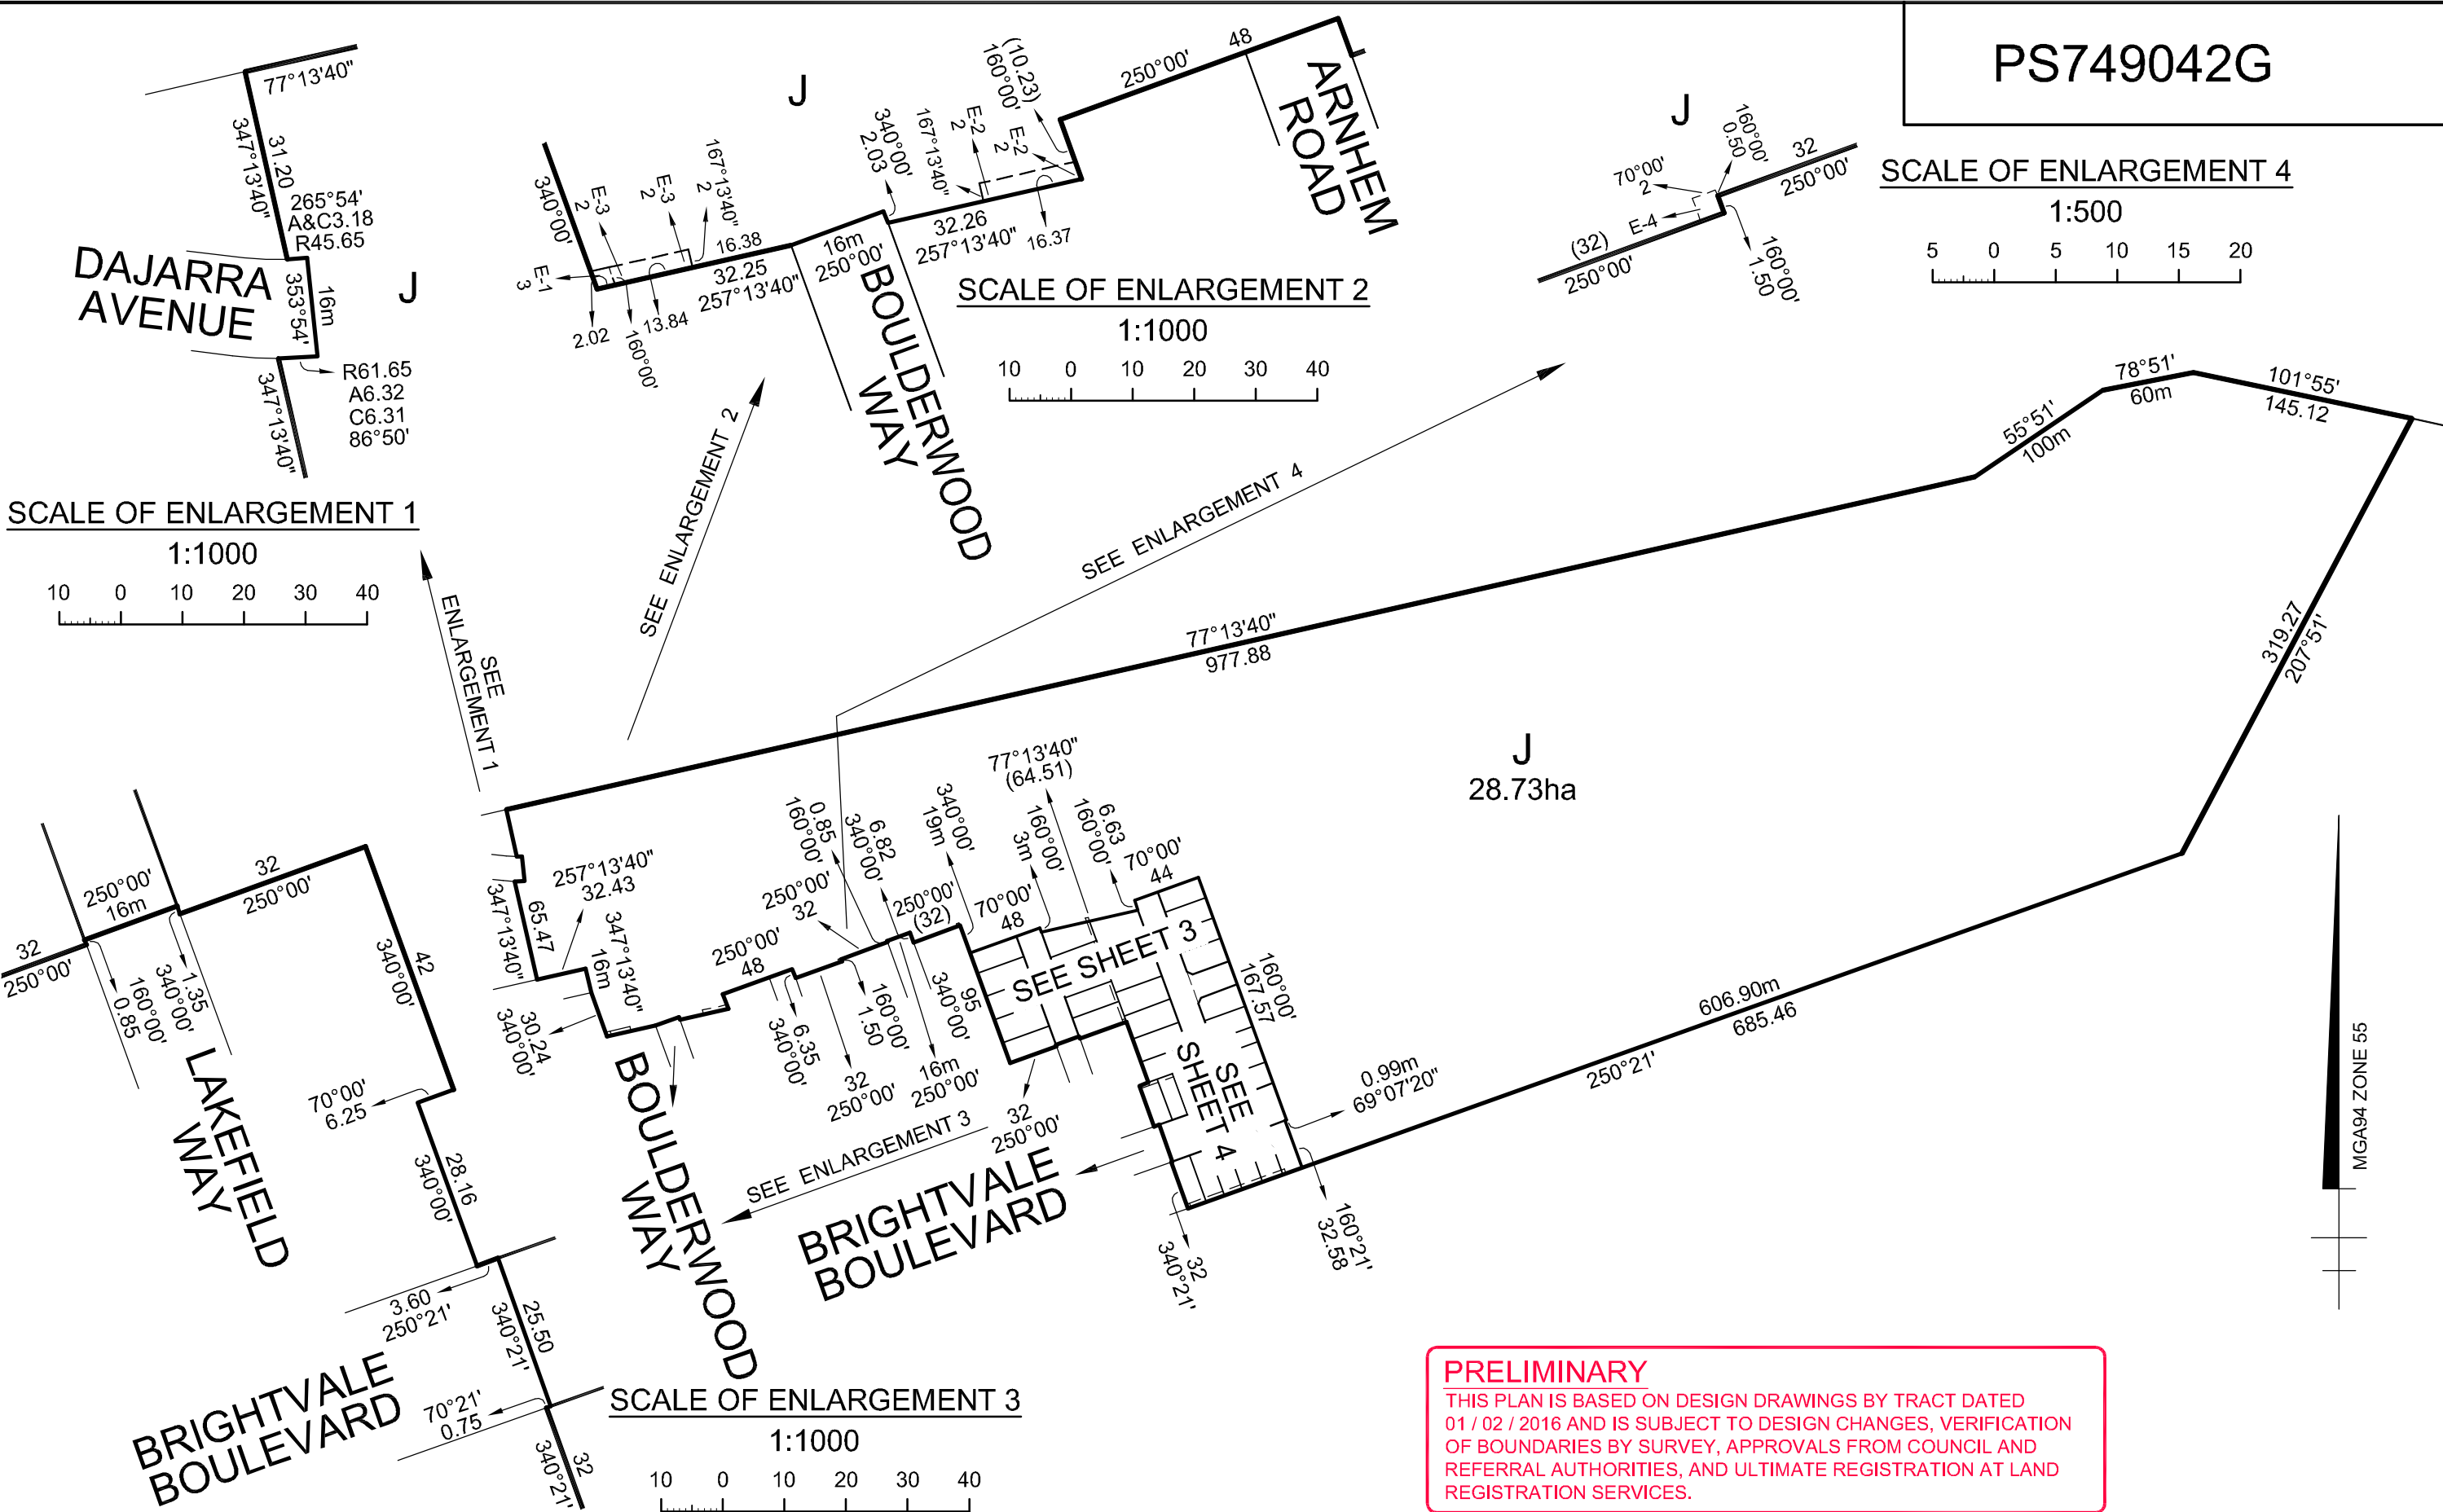 PS749042G
77°13'40"
31.20
347°13'40"
265°54'
A&C3.18
R45.65
DAJARRA
AVENUE
J
16m
353°54'
R61.65
A6.32
C6.31
86°50'
347°13'40"
SCALE OF ENLARGEMENT 1
1:1000
10 0 10 20 30 40
SEE
ENLARGEMENT 1
J
340°00'
E-3
2
E-3
2
167°13'40"
2
E-1
3
2.02
160°00'
13.84
16.38
32.25
257°13'40"
16m
250°00'
340°00'
2.03
167°13'40"
E-2
2
E-2
2
(10.23)
160°00'
32.26
257°13'40"
16.37
250°00'
48
ARNHEM
ROAD
BOULDERWOOD
WAY
SCALE OF ENLARGEMENT 2
1:1000
10 0 10 20 30 40
SEE ENLARGEMENT 2
J
160°00'
0.50
70°00'
2
E-4
32
250°00'
(32)
250°00'
160°00'
1.50
SCALE OF ENLARGEMENT 4
1:500
5 0 5 10 15 20
SEE ENLARGEMENT 4
78°51'
60m
101°55'
145.12
55°51'
100m
77°13'40"
977.88
319.27
207°51'
J
28.73ha
606.90m
685.46
250°21'
347°13'40"
65.47
257°13'40"
32.43
347°13'40"
16m
30.24
340°00'
250°00'
48
6.35
340°00'
250°00'
32
0.85
160°00'
6.82
340°00'
250°00'
(32)
340°00'
19m
70°00'
48
3m
160°00'
77°13'40"
(64.51)
6.63
160°00'
70°00'
44
32
250°00'
160°00'
1.50
16m
250°00'
95
340°00'
32
250°00'
SEE SHEET 3
SEE
SHEET 4
160°00'
167.57
0.99m
69°07'20"
160°21'
32.58
32
340°21'
BOULDERWOOD
WAY
BRIGHTVALE
BOULEVARD
SEE ENLARGEMENT 3
250°00'
16m
32
250°00'
32
250°00'
160°00'
0.85
1.35
340°00'
LAKEFIELD
WAY
42
340°00'
70°00'
6.25
28.16
340°00'
3.60
250°21'
25.50
340°21'
70°21'
0.75
32
340°21'
BRIGHTVALE
BOULEVARD
SCALE OF ENLARGEMENT 3
1:1000
10 0 10 20 30 40
MGA94 ZONE 55
PRELIMINARY
THIS PLAN IS BASED ON DESIGN DRAWINGS BY TRACT DATED
01 / 02 / 2016 AND IS SUBJECT TO DESIGN CHANGES, VERIFICATION
OF BOUNDARIES BY SURVEY, APPROVALS FROM COUNCIL AND
REFERRAL AUTHORITIES, AND ULTIMATE REGISTRATION AT LAND
REGISTRATION SERVICES.